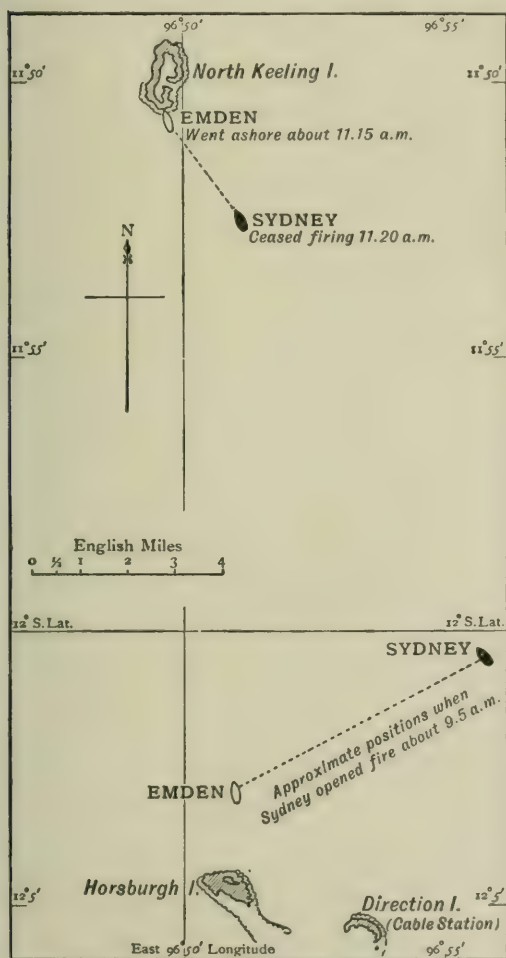 96°50'
96°55'
11°50'
North Keeling I.
11°50'
EMDEN
Went ashore about 11.15 a.m.
SYDNEY
Ceased firing 11.20 a.m.
N
11°55'
11°55'
English Miles
0 ½ 1 2 3 4
12° S. Lat.
12° S. Lat.
SYDNEY
Approximate positions when
Sydney opened fire about 9.5 a.m.
EMDEN
Horsburgh I.
12°5'
Direction I.
12°5'
(Cable Station)
East 96°50' Longitude
96°55'